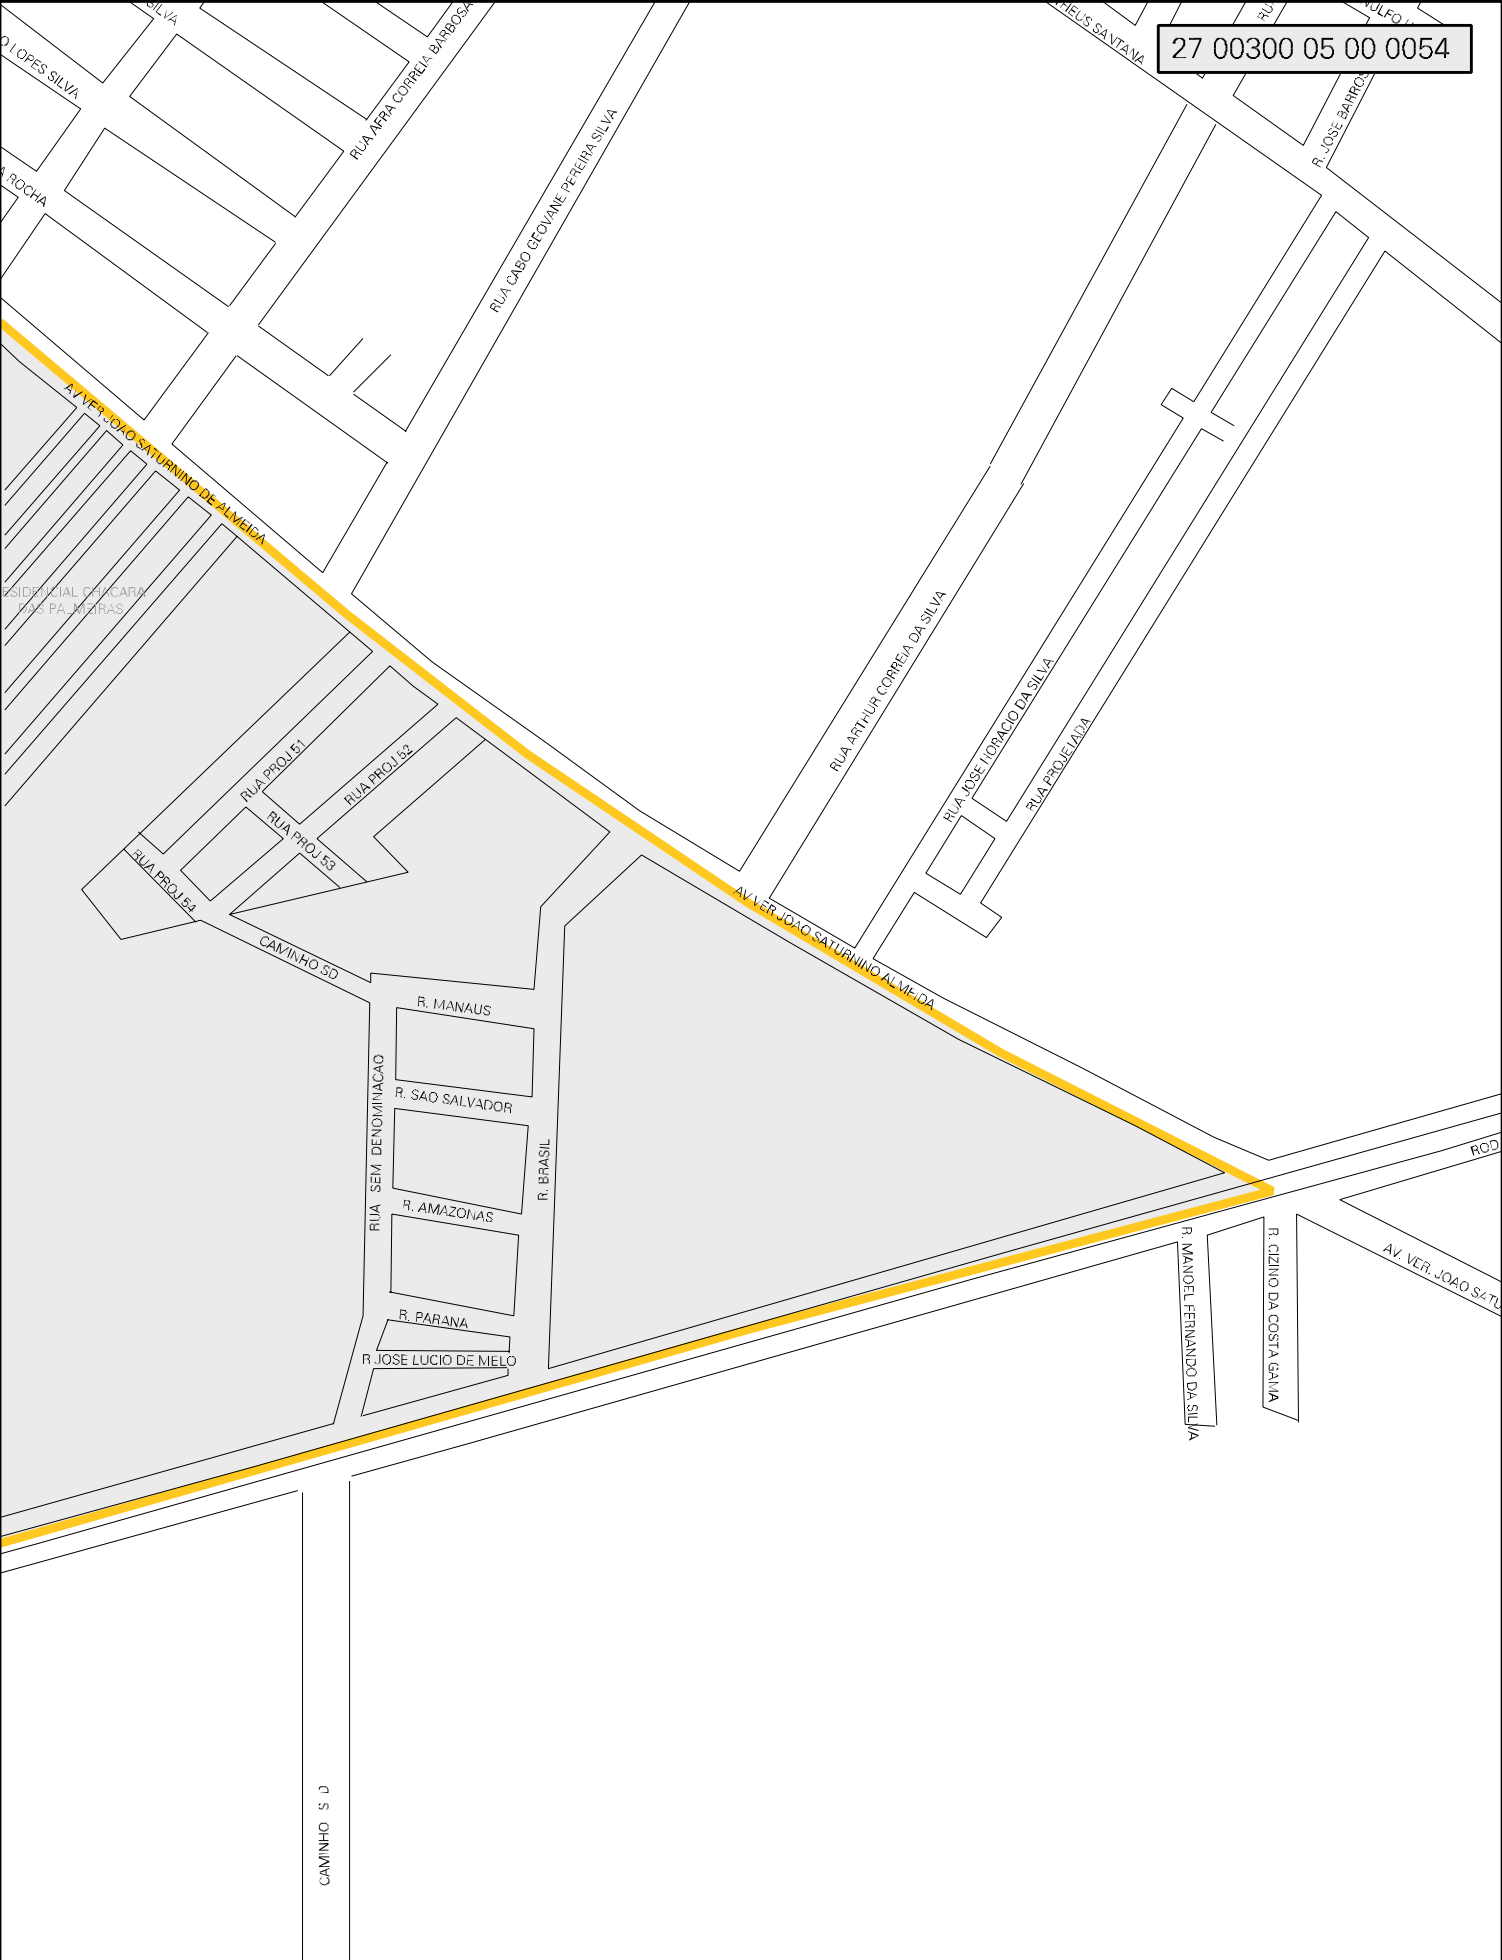 27 00300 05 00 0054
SILVA
LOPES SILVA
ROCHA
RUA AFRA CORREIA BARBOSA
RUA CABO GEOVANE PEREIRA SILVA
SANTANA
R. JOSE BARROS
AV VER JOAO SATURNINO DE ALMEIDA
ESIDENCIAL CHACARA
DAS PALMEIRAS
RUA ARTHUR CORREIA DA SILVA
RUA JOSE HORACIO DA SILVA
RUA PROJETADA
RUA PROJ 51
RUA PROJ 52
RUA PROJ 53
RUA PROJ 54
CAMINHO SD
AV VER JOAO SATURNINO ALMEIDA
R. MANAUS
R. SAO SALVADOR
RUA SEM DENOMINACAO
R. BRASIL
R. AMAZONAS
R. PARANA
R JOSE LUCIO DE MELO
ROD
R. MANOEL FERNANDO DA SILVA
R. CIZINO DA COSTA GAMA
AV. VER. JOAO SATU
CAMINHO S D